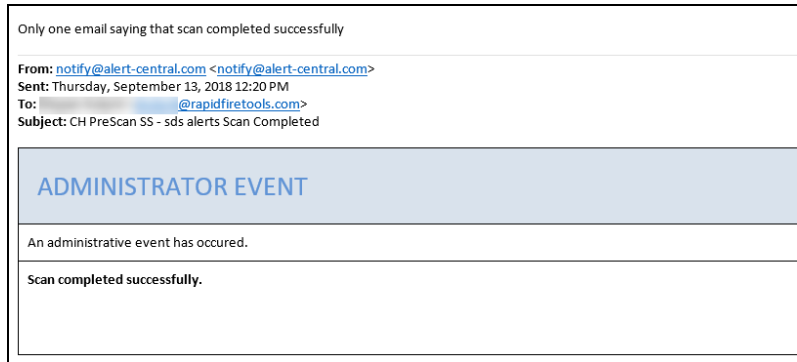 Only one email saying that scan completed successfully
From: notify@alert-central.com <notify@alert-central.com>
Sent: Thursday, September 13, 2018 12:20 PM
To: @rapidfiretools.com>
Subject: CH PreScan SS - sds alerts Scan Completed
ADMINISTRATOR EVENT
An administrative event has occured.
Scan completed successfully.